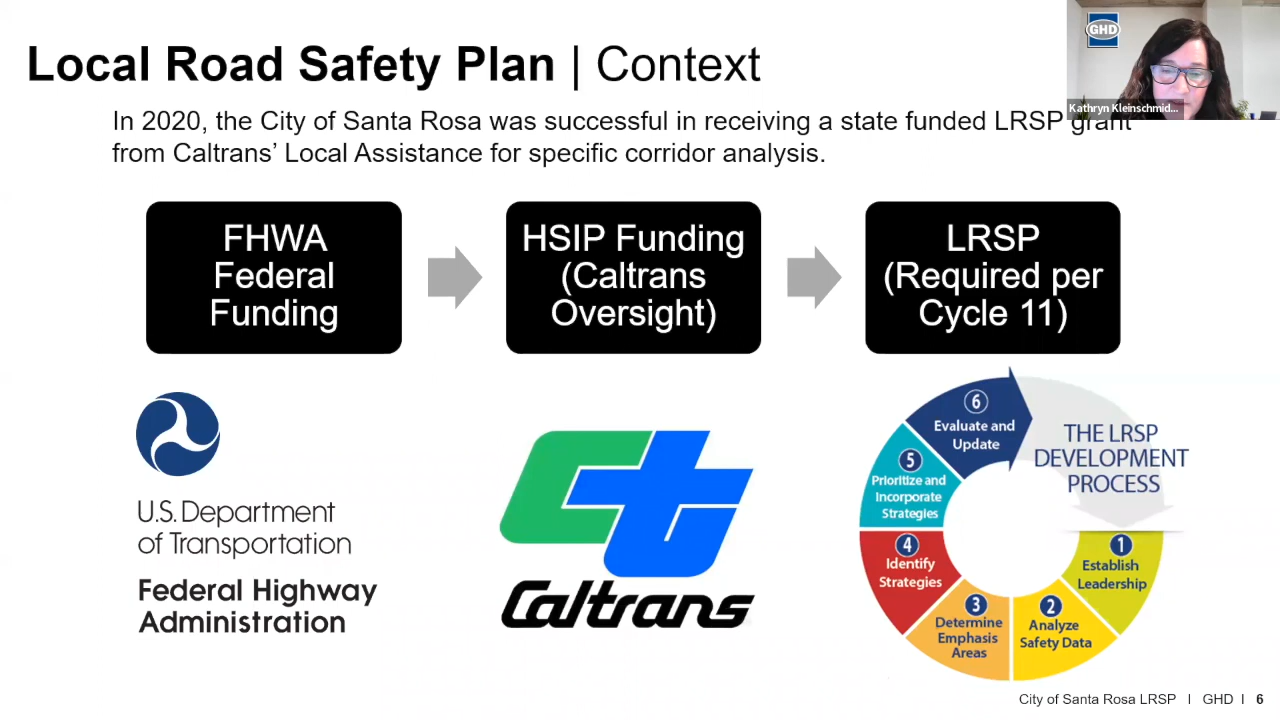 Local Road Safety Plan | Context
GHD
Kathryn Kleinschmid...
In 2020, the City of Santa Rosa was successful in receiving a state funded LRSP grant
from Caltrans’ Local Assistance for specific corridor analysis.
FHWA
Federal
Funding
HSIP Funding
(Caltrans
Oversight)
LRSP
(Required per
Cycle 11)
U.S. Department
of Transportation
Federal Highway
Administration
Ct
Caltrans
THE LRSP
DEVELOPMENT
PROCESS
1
Establish
Leadership
2
Analyze
Safety Data
3
Determine
Emphasis
Areas
4
Identify
Strategies
5
Prioritize and
Incorporate
Strategies
6
Evaluate and
Update
City of Santa Rosa LRSP | GHD | 6